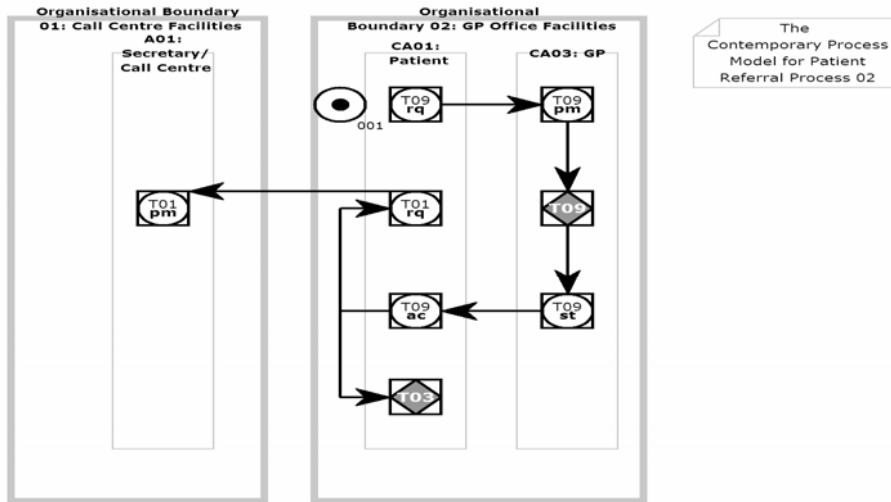 Organisational Boundary
01: Call Centre Facilities
A01:
Secretary/
Call Centre
Organisational
Boundary 02: GP Office Facilities
CA01:
Patient
CA03: GP
The
Contemporary Process
Model for Patient
Referral Process 02
001
T09
rq
T09
pm
T01
pm
T01
rq
T09
T09
ac
T09
st
T03